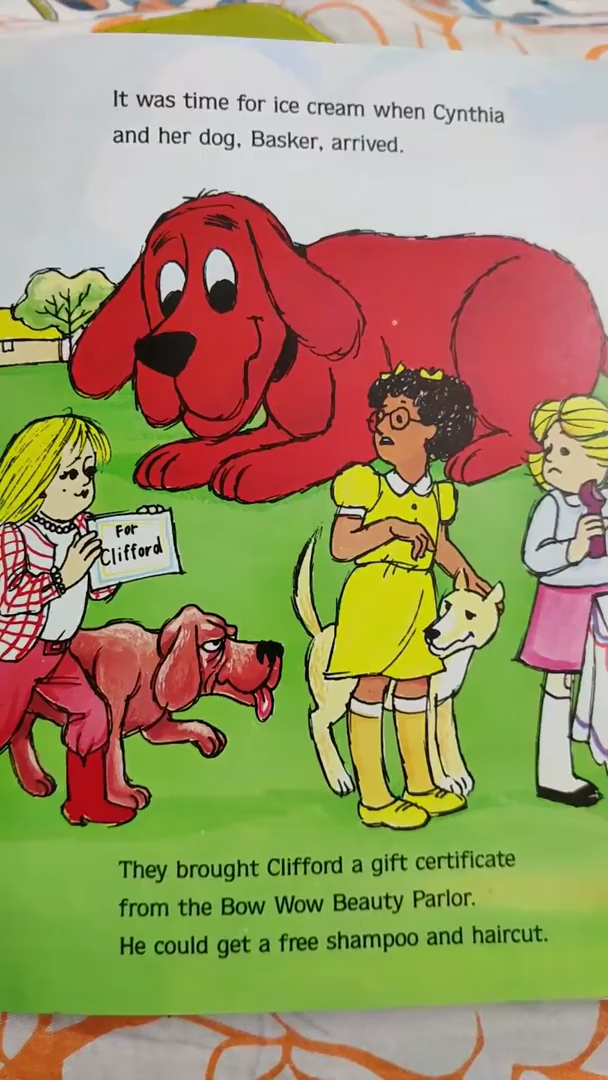 It was time for ice cream when Cynthia
and her dog, Basker, arrived.
For
Clifford
They brought Clifford a gift certificate
from the Bow Wow Beauty Parlor.
He could get a free shampoo and haircut.